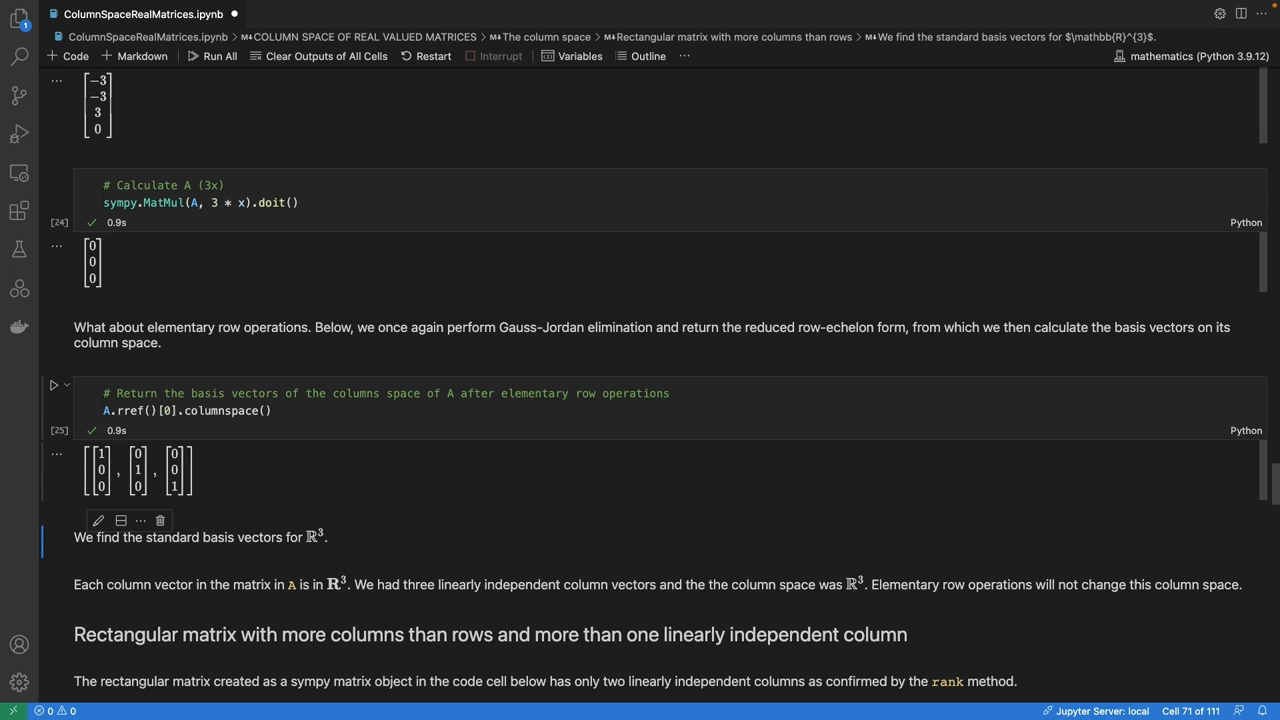 ColumnSpaceRealMatrices.ipynb
ColumnSpaceRealMatrices.ipynb > M↓COLUMN SPACE OF REAL VALUED MATRICES > M↓The column space > M↓Rectangular matrix with more columns than rows > M↓We find the standard basis vectors for $\mathbb{R}^{3}$.
+ Code + Markdown Run All Clear Outputs of All Cells Restart Interrupt Variables Outline ... mathematics (Python 3.9.12)
1
...
−3
−3
3
0
# Calculate A (3x)
sympy.MatMul(A, 3 * x).doit()
[24] ✓ 0.9s Python
...
0
0
0
What about elementary row operations. Below, we once again perform Gauss-Jordan elimination and return the reduced row-echelon form, from which we then calculate the basis vectors on its
column space.
# Return the basis vectors of the columns space of A after elementary row operations
A.rref()[0].columnspace()
[25] ✓ 0.9s Python
...
[[1 0 0], [0 1 0], [0 0 1]]
We find the standard basis vectors for ℝ³.
Each column vector in the matrix in A is in R³. We had three linearly independent column vectors and the the column space was ℝ³. Elementary row operations will not change this column space.
Rectangular matrix with more columns than rows and more than one linearly independent column
The rectangular matrix created as a sympy matrix object in the code cell below has only two linearly independent columns as confirmed by the rank method.
0 0 Jupyter Server: local Cell 71 of 111